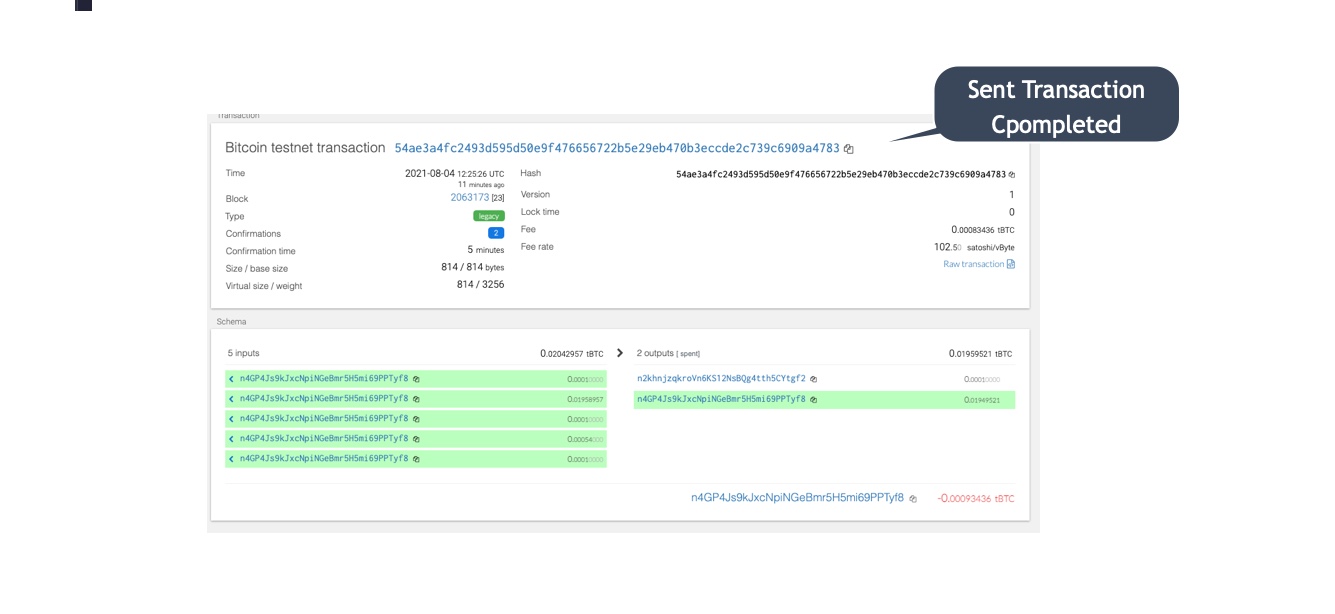 Sent Transaction
Cpompleted
Transaction
Bitcoin testnet transaction 54ae3a4fc2493d595d50e9f476656722b5e29eb470b3eccde2c739c6909a4783
Time 2021-08-04 12:25:26 UTC
11 minutes ago
Block 2063173 [23]
Type legacy
Confirmations 2
Confirmation time 5 minutes
Size / base size 814 / 814 bytes
Virtual size / weight 814 / 3256
Hash 54ae3a4fc2493d595d50e9f476656722b5e29eb470b3eccde2c739c6909a4783
Version 1
Lock time 0
Fee 0.00083436 tBTC
Fee rate 102.50 satoshi/vByte
Raw transaction
Schema
5 inputs 0.02042957 tBTC
n4GP4Js9kJxcNpiNGeBmr5H5mi69PPTyf8 0.00010000
n4GP4Js9kJxcNpiNGeBmr5H5mi69PPTyf8 0.01958957
n4GP4Js9kJxcNpiNGeBmr5H5mi69PPTyf8 0.00010000
n4GP4Js9kJxcNpiNGeBmr5H5mi69PPTyf8 0.00054000
n4GP4Js9kJxcNpiNGeBmr5H5mi69PPTyf8 0.00010000
2 outputs [ spent] 0.01959521 tBTC
n2khnjzqkroVn6KS12NsBQg4tth5CYtgf2 0.00010000
n4GP4Js9kJxcNpiNGeBmr5H5mi69PPTyf8 0.01949521
n4GP4Js9kJxcNpiNGeBmr5H5mi69PPTyf8 -0.00093436 tBTC